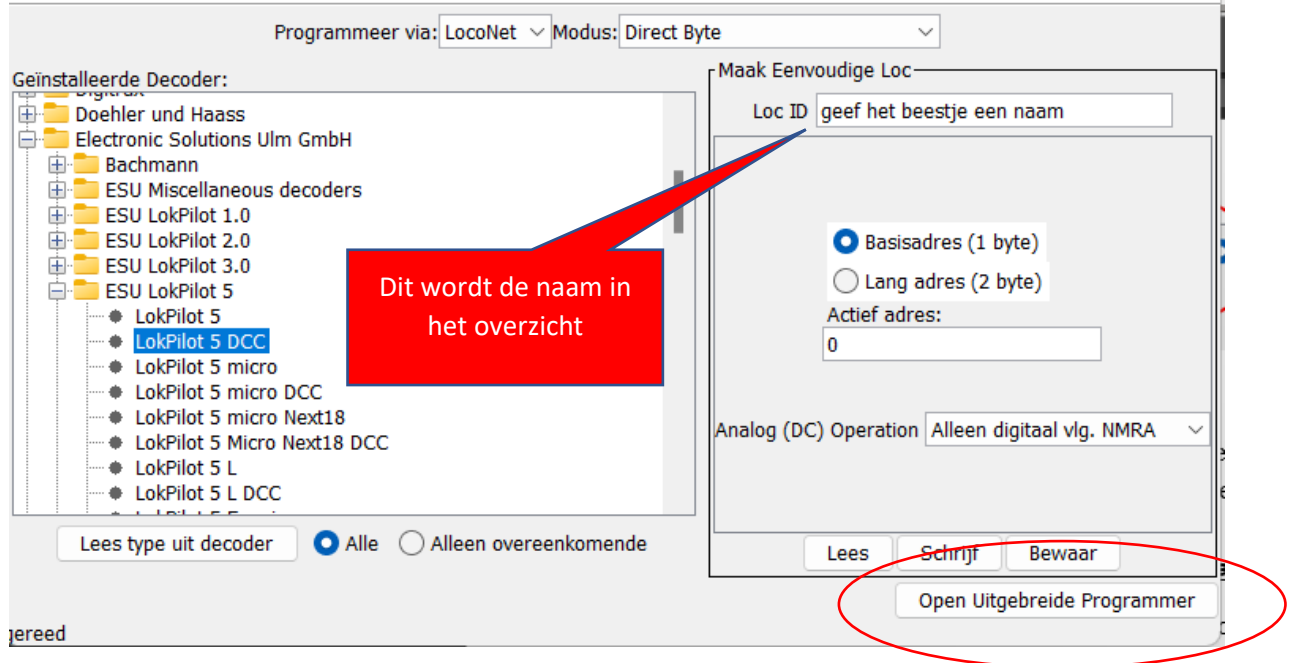 Programmeer via: LocoNet Modus: Direct Byte
Geïnstalleerde Decoder:
Digitrax
Doehler und Haass
Electronic Solutions Ulm GmbH
Bachmann
ESU Miscellaneous decoders
ESU LokPilot 1.0
ESU LokPilot 2.0
ESU LokPilot 3.0
ESU LokPilot 5
LokPilot 5
LokPilot 5 DCC
LokPilot 5 micro
LokPilot 5 micro DCC
LokPilot 5 micro Next18
LokPilot 5 Micro Next18 DCC
LokPilot 5 L
LokPilot 5 L DCC
Lees type uit decoder Alle Alleen overeenkomende
gereed
Dit wordt de naam in
het overzicht
Maak Eenvoudige Loc
Loc ID geef het beestje een naam
Basisadres (1 byte)
Lang adres (2 byte)
Actief adres:
0
Analog (DC) Operation Alleen digitaal vlg. NMRA
Lees Schrijf Bewaar
Open Uitgebreide Programmer